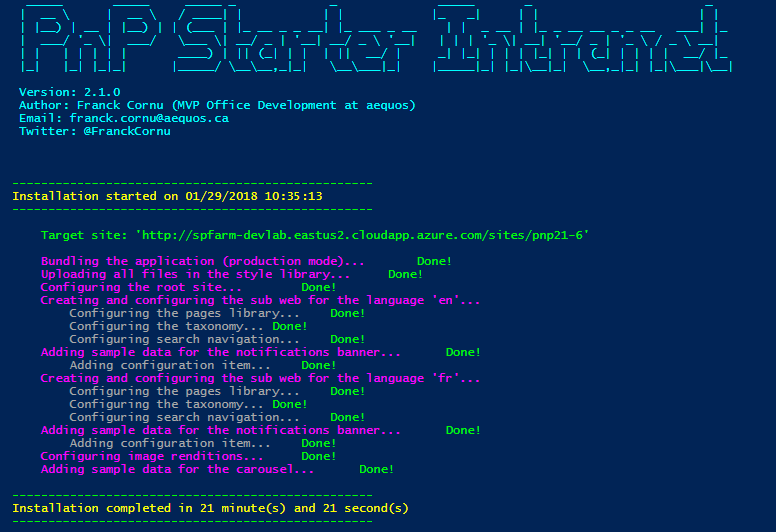 PnP Starter Intranet
Version: 2.1.0
Author: Franck Cornu (MVP Office Development at aequos)
Email: franck.cornu@aequos.ca
Twitter: @FranckCornu
--------------------------------------------------
Installation started on 01/29/2018 10:35:13
--------------------------------------------------
Target site: 'http://spfarm-devlab.eastus2.cloudapp.azure.com/sites/pnp21-6'
Bundling the application (production mode)... Done!
Uploading all files in the style library... Done!
Configuring the root site... Done!
Creating and configuring the sub web for the language 'en'...
Configuring the pages library... Done!
Configuring the taxonomy... Done!
Configuring search navigation... Done!
Adding sample data for the notifications banner... Done!
Adding configuration item... Done!
Creating and configuring the sub web for the language 'fr'...
Configuring the pages library... Done!
Configuring the taxonomy... Done!
Configuring search navigation... Done!
Adding sample data for the notifications banner... Done!
Adding configuration item... Done!
Configuring image renditions... Done!
Adding sample data for the carousel... Done!
--------------------------------------------------
Installation completed in 21 minute(s) and 21 second(s)
--------------------------------------------------